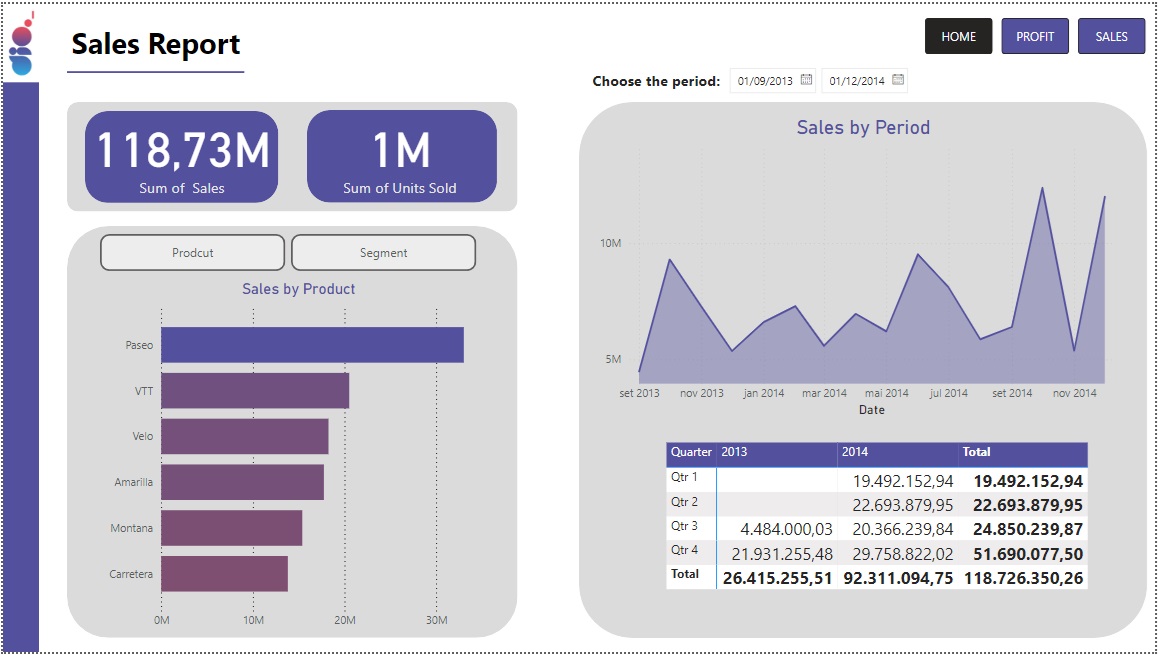 Sales Report
HOME PROFIT SALES
Choose the period: 01/09/2013 01/12/2014
118,73M
Sum of Sales
1M
Sum of Units Sold
Prodcut Segment
Sales by Product
Paseo
VTT
Velo
Amarilla
Montana
Carretera
0M 10M 20M 30M
Sales by Period
10M
5M
set 2013 nov 2013 jan 2014 mar 2014 mai 2014 jul 2014 set 2014 nov 2014
Date
Quarter 2013 2014 Total
Qtr 1 19.492.152,94 19.492.152,94
Qtr 2 22.693.879,95 22.693.879,95
Qtr 3 4.484.000,03 20.366.239,84 24.850.239,87
Qtr 4 21.931.255,48 29.758.822,02 51.690.077,50
Total 26.415.255,51 92.311.094,75 118.726.350,26